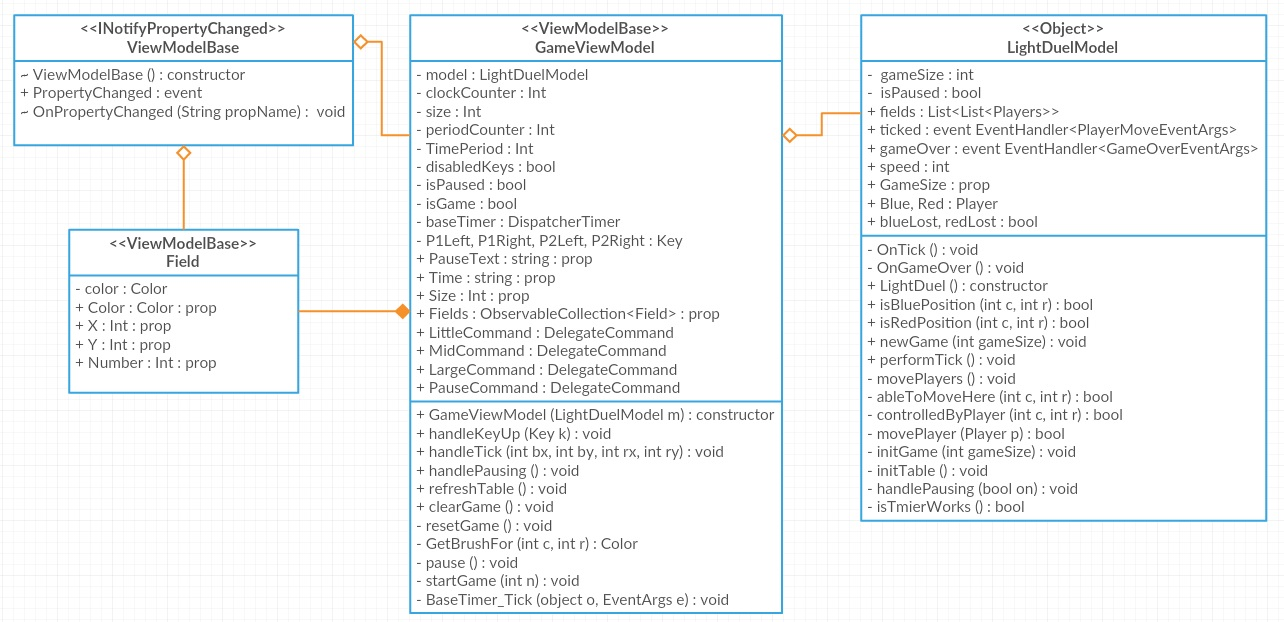 <<INotifyPropertyChanged>>
ViewModelBase
~ ViewModelBase () : constructor
+ PropertyChanged : event
~ OnPropertyChanged (String propName) :  void
<<ViewModelBase>>
Field
- color : Color
+ Color : Color : prop
+ X : Int : prop
+ Y : Int : prop
+ Number : Int : prop
<<ViewModelBase>>
GameViewModel
- model : LightDuelModel
- clockCounter : Int
- size : Int
- periodCounter : Int
- TimePeriod : Int
- disabledKeys : bool
- isPaused : bool
- isGame : bool
- baseTimer : DispatcherTimer
- P1Left, P1Right, P2Left, P2Right : Key
+ PauseText : string : prop
+ Time : string : prop
+ Size : Int : prop
+ Fields : ObservableCollection<Field> : prop
+ LittleCommand : DelegateCommand
+ MidCommand : DelegateCommand
+ LargeCommand : DelegateCommand
+ PauseCommand : DelegateCommand
+ GameViewModel (LightDuelModel m) : constructor
+ handleKeyUp (Key k) : void
+ handleTick (int bx, int by, int rx, int ry) : void
+ handlePausing () : void
+ refreshTable () : void
+ clearGame () : void
- resetGame () : void
- GetBrushFor (int c, int r) : Color
- pause () : void
- startGame (int n) : void
- BaseTimer_Tick (object o, EventArgs e) : void
<<Object>>
LightDuelModel
-  gameSize : int
-  isPaused : bool
+ fields : List<List<Players>>
+ ticked : event EventHandler<PlayerMoveEventArgs>
+ gameOver : event EventHandler<GameOverEventArgs>
+ speed : int
+ GameSize : prop
+ Blue, Red : Player
+ blueLost, redLost : bool
- OnTick () : void
- OnGameOver () : void
+ LightDuel () : constructor
+ isBluePosition (int c, int r) : bool
+ isRedPosition (int c, int r) : bool
+ newGame (int gameSize) : void
+ performTick () : void
- movePlayers () : void
- ableToMoveHere (int c, int r) : bool
- controlledByPlayer (int c, int r) : bool
- movePlayer (Player p) : bool
- initGame (int gameSize) : void
- initTable () : void
- handlePausing (bool on) : void
- isTmierWorks () : bool